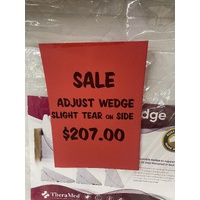 SALE
ADJUST WEDGE
SLIGHT TEAR ON SIDE
$207.00
dge
TheraMed